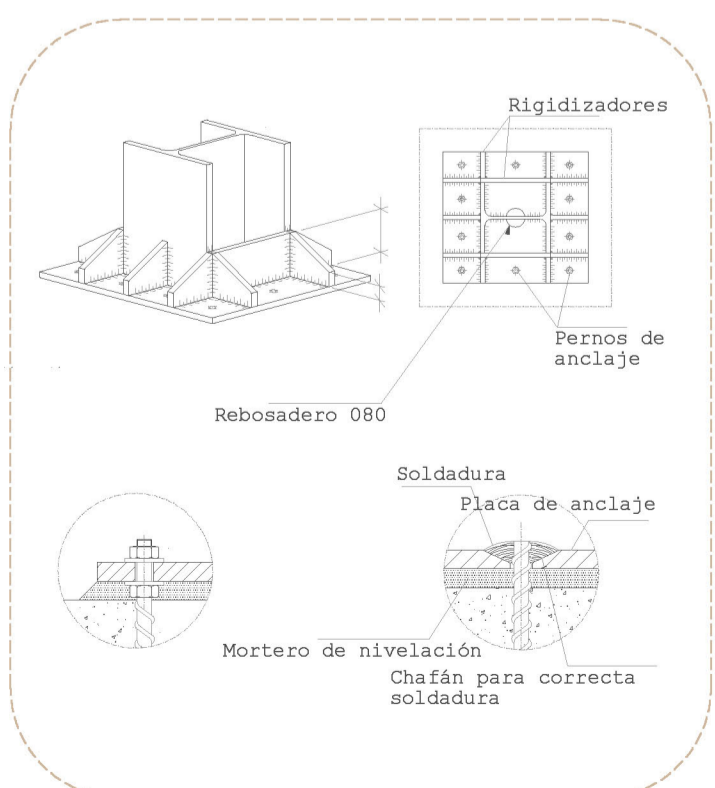 Rigidizadores
Pernos de
anclaje
Rebosadero 080
Soldadura
Placa de anclaje
Mortero de nivelación
Chafán para correcta
soldadura